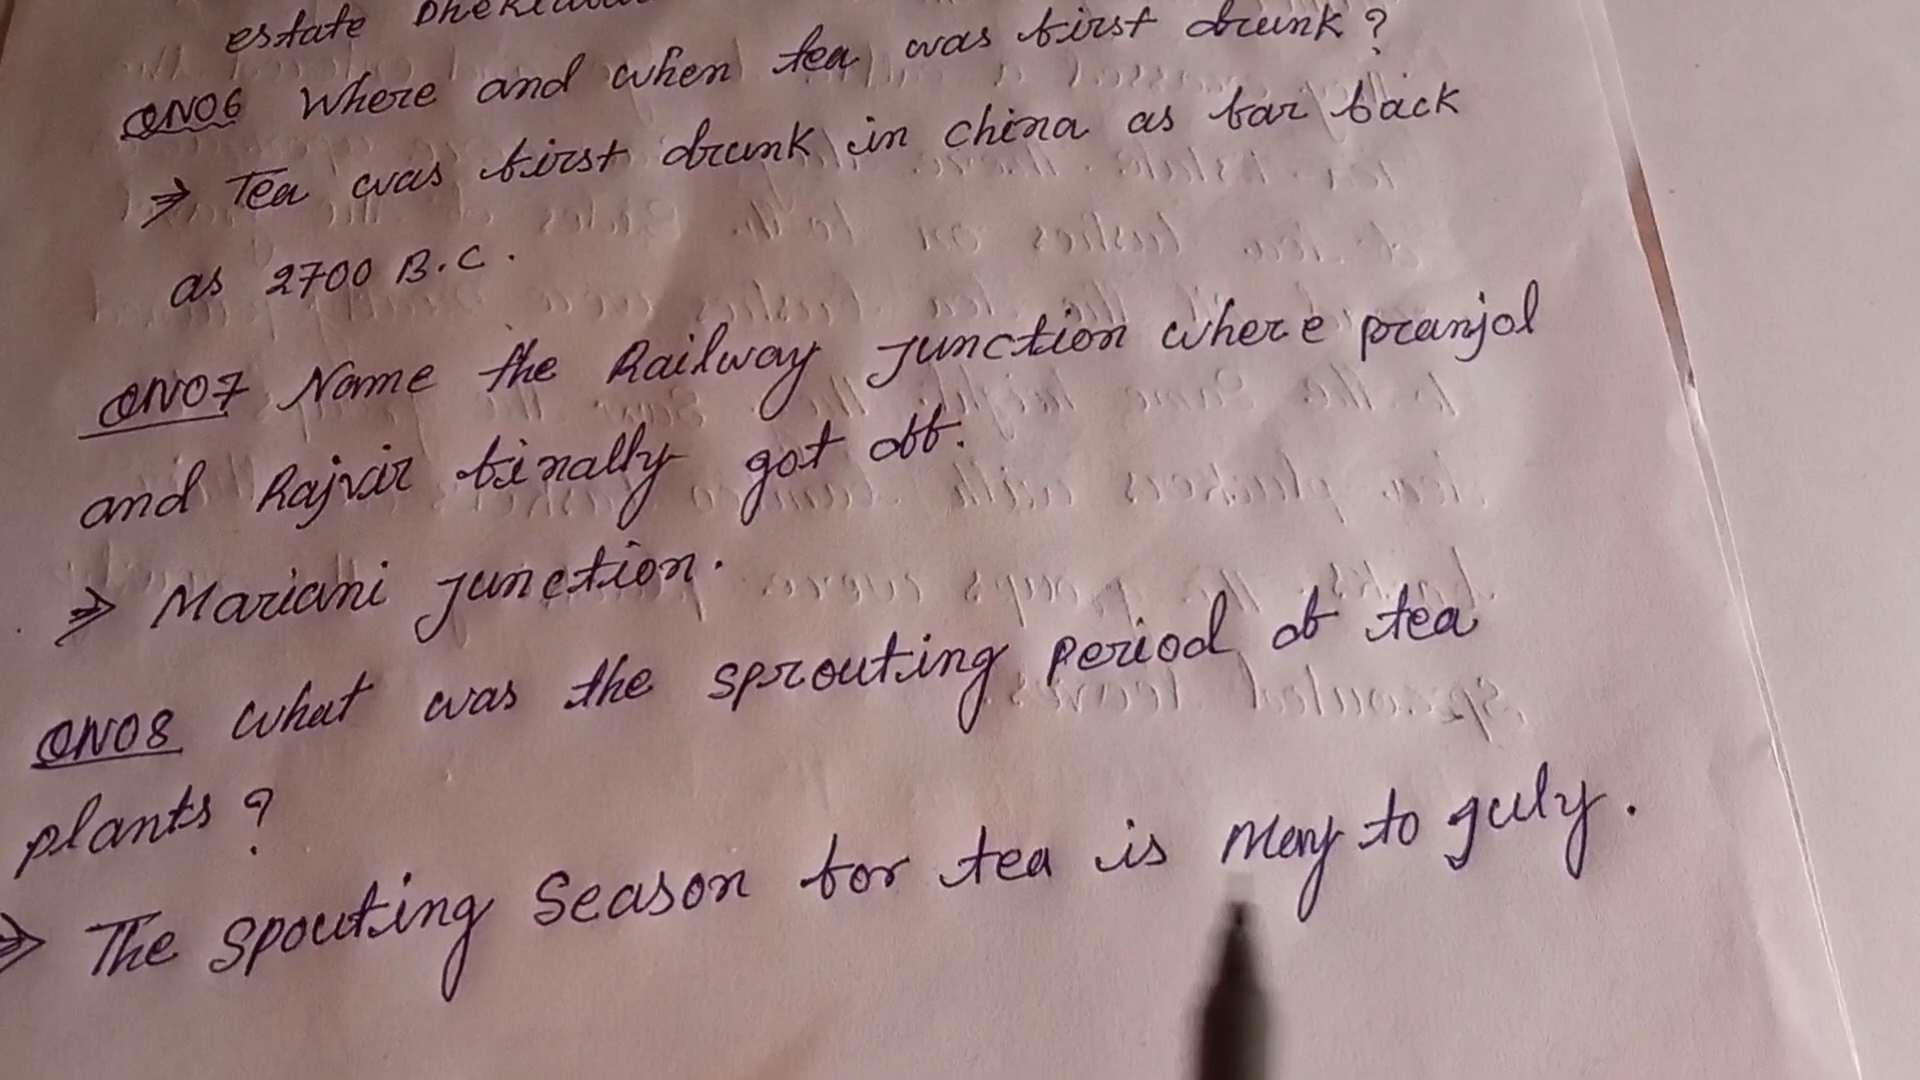 estate
QNO6 Where and when tea was first drunk?
⇒ Tea was first drunk in china as far back
as 2700 B.C.
QNO7 Name the Railway Junction where pranjol
and Rajvir finally got off.
⇒ Mariani junction.
QNO8 what was the sprouting period of tea
plants?
⇒ The spouting season for tea is May to july.